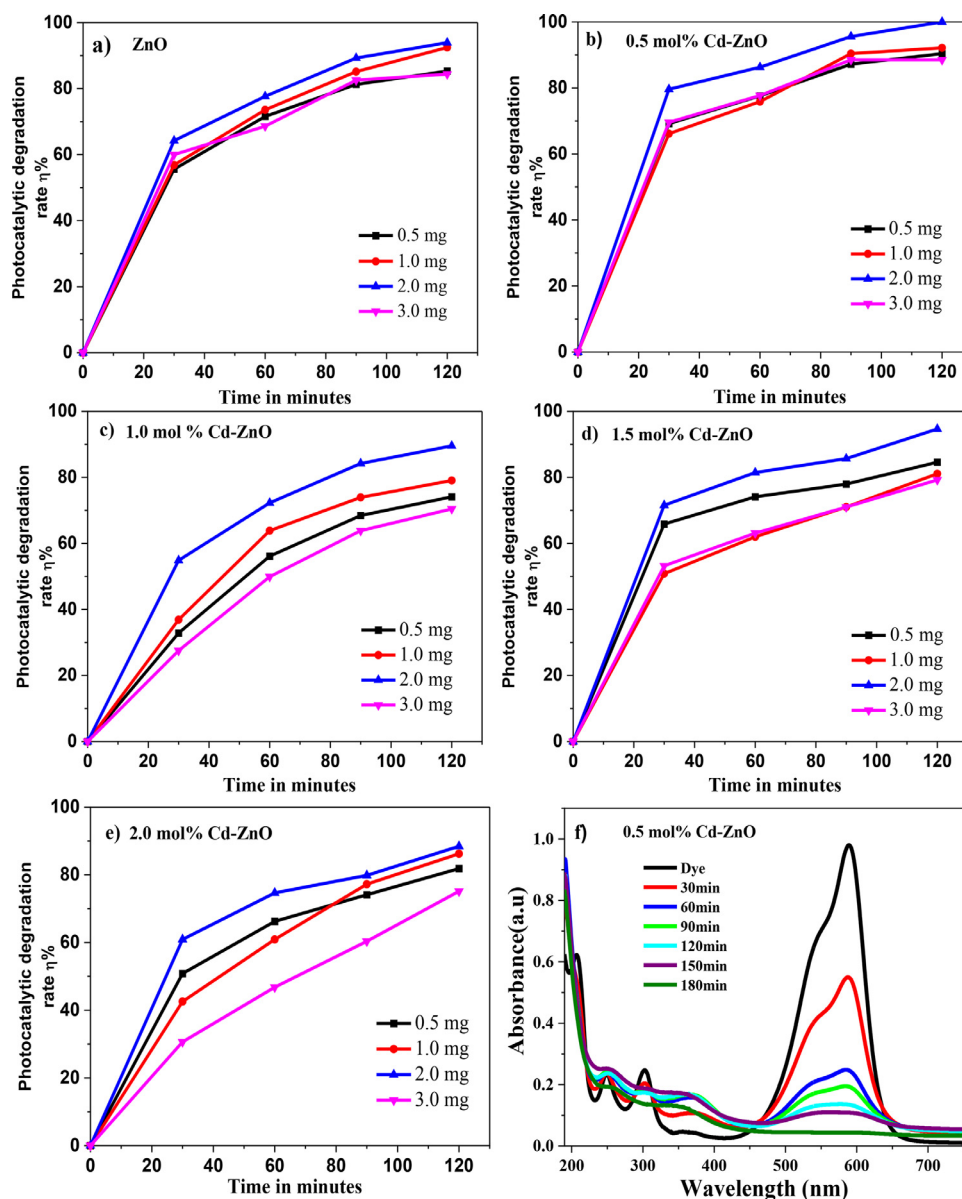 a) ZnO
Photocatalytic degradation
rate η%
100
80
60
40
20
0
0.5 mg
1.0 mg
2.0 mg
3.0 mg
0 20 40 60 80 100 120
Time in minutes
b) 0.5 mol% Cd-ZnO
Photocatalytic degradation
rate η%
100
80
60
40
20
0
0.5 mg
1.0 mg
2.0 mg
3.0 mg
0 20 40 60 80 100 120
Time in minutes
c) 1.0 mol % Cd-ZnO
Photocatalytic degradation
rate η%
100
80
60
40
20
0
0.5 mg
1.0 mg
2.0 mg
3.0 mg
0 20 40 60 80 100 120
Time in minutes
d) 1.5 mol% Cd-ZnO
Photocatalytic degradation
rate η%
100
80
60
40
20
0
0.5 mg
1.0 mg
2.0 mg
3.0 mg
0 20 40 60 80 100 120
Time in minutes
e) 2.0 mol% Cd-ZnO
Photocatalytic degradation
rate η%
100
80
60
40
20
0
0.5 mg
1.0 mg
2.0 mg
3.0 mg
0 20 40 60 80 100 120
Time in minutes
f) 0.5 mol% Cd-ZnO
Absorbance(a.u)
1.0
0.8
0.6
0.4
0.2
0.0
Dye
30min
60min
90min
120min
150min
180min
200 300 400 500 600 700
Wavelength (nm)